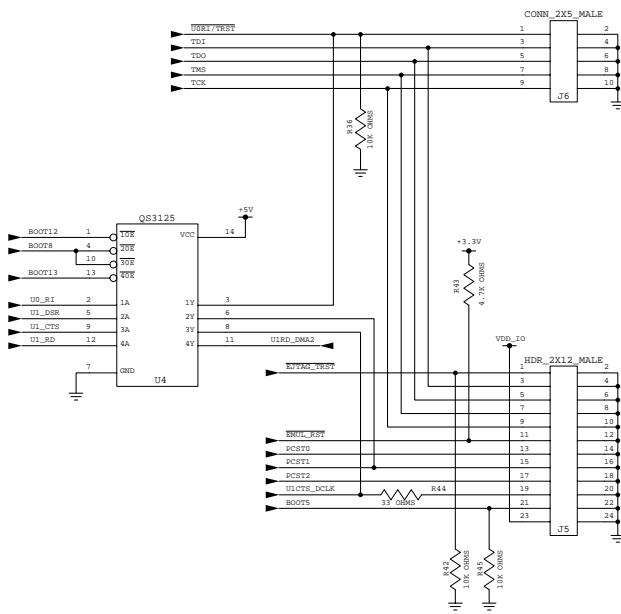 CONN_2X5_MALE
U0RI/TRST 1 2
TDI 3 4
TDO 5 6
TMS 7 8
TCK 9 10
J6
R36
10K OHMS
QS3125
+5V
BOOT12 1 1OE VCC 14
BOOT8 4 2OE
10 3OE
BOOT13 13 4OE
+3.3V
R43
4.7K OHMS
U0_RI 2 1A 1Y 3
U1_DSR 5 2A 2Y 6
U1_CTS 9 3A 3Y 8
U1_RD 12 4A 4Y 11 U1RD_DMA2
7 GND
U4
VDD_IO
HDR_2X12_MALE
EJTAG_TRST 1 2
3 4
5 6
7 8
9 10
EMUL_RST 11 12
PCST0 13 14
PCST1 15 16
PCST2 17 18
U1CTS_DCLK 33 OHMS R44 19 20
BOOT5 21 22
23 24
J5
R42
10K OHMS
R45
10K OHMS